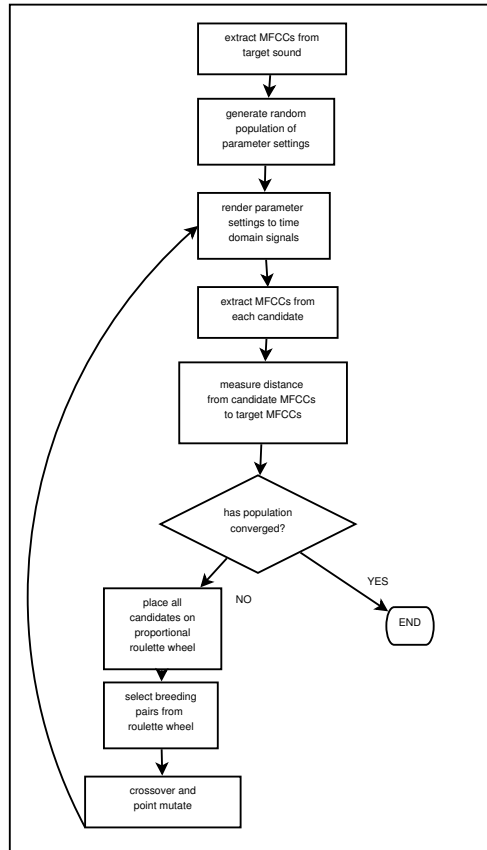 extract MFCCs from
target sound
generate random
population of
parameter settings
render parameter
settings to time
domain signals
extract MFCCs from
each candidate
measure distance
from candidate MFCCs
to target MFCCs
has population
converged?
YES
NO
END
place all
candidates on
proportional
roulette wheel
select breeding
pairs from
roulette wheel
crossover and
point mutate